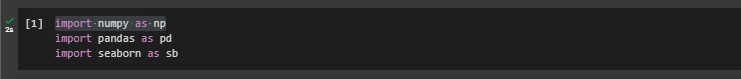 [1] import numpy as np
import pandas as pd
import seaborn as sb
2s